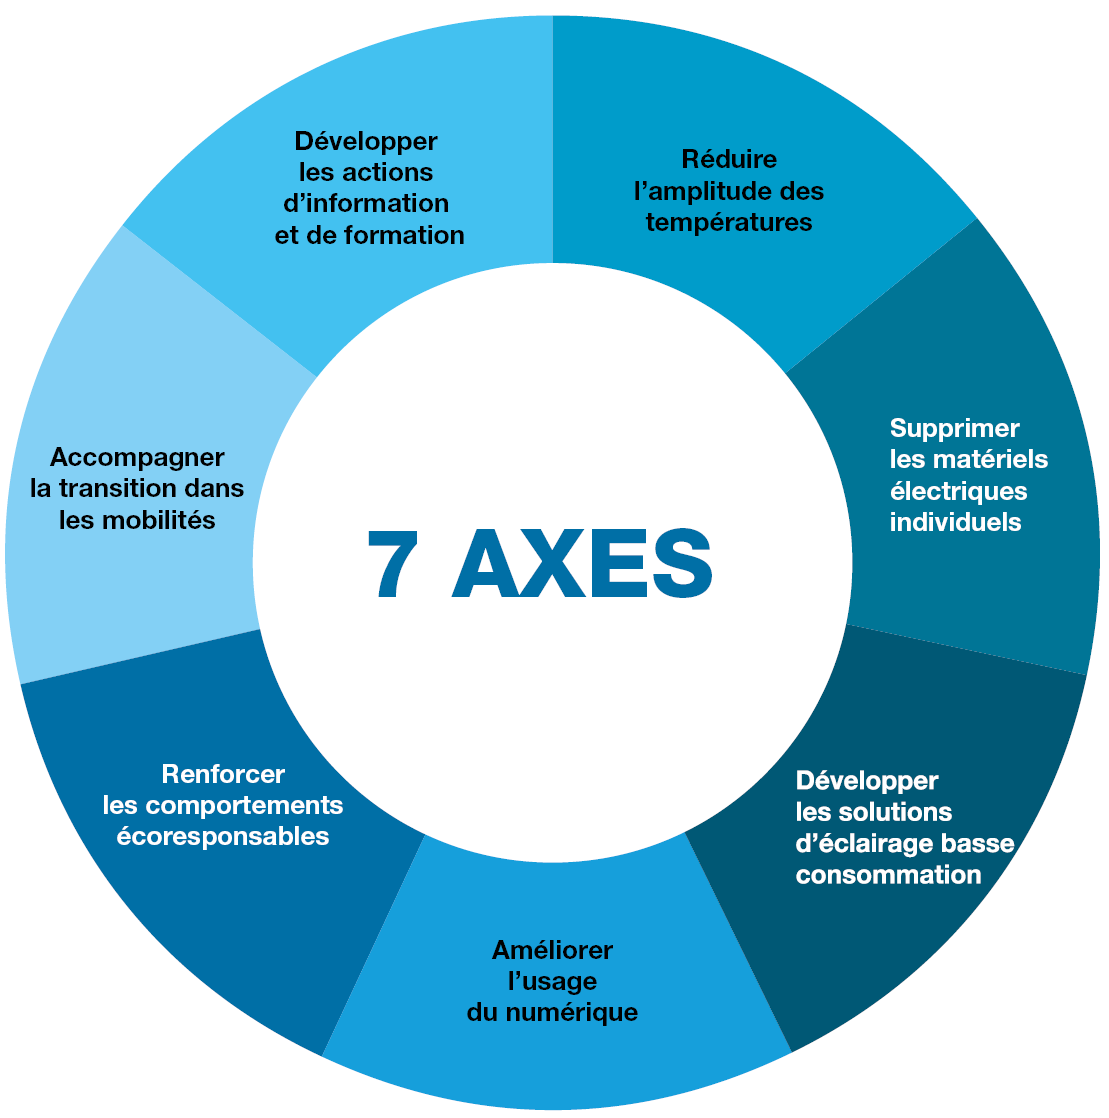 Développer
les actions
d'information
et de formation
Réduire
l'amplitude des
températures
Supprimer
les matériels
électriques
individuels
Développer
les solutions
d'éclairage basse
consommation
Améliorer
l'usage
du numérique
Renforcer
les comportements
écoresponsables
Accompagner
la transition dans
les mobilités
7 AXES